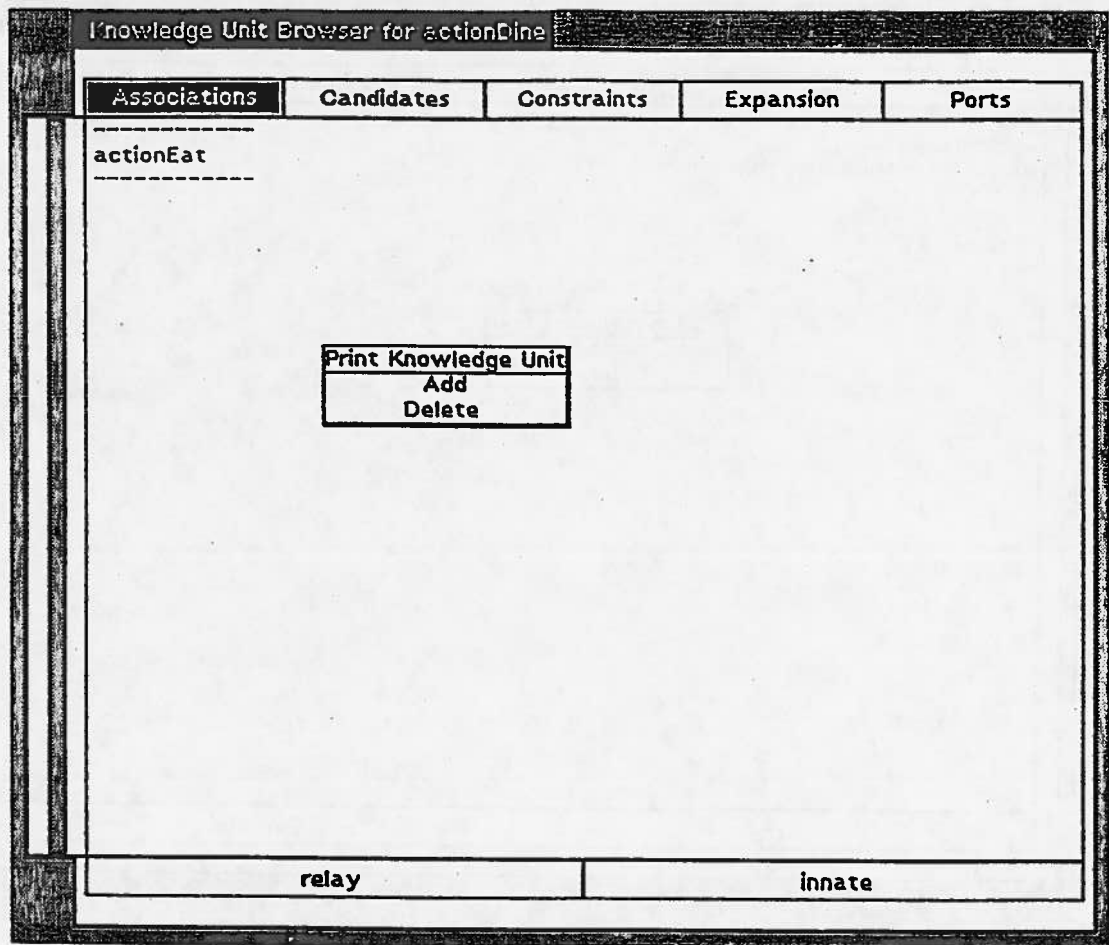 Knowledge Unit Browser for actionDine
Associations Candidates Constraints Expansion Ports
------------
actionEat
------------
Print Knowledge Unit
Add
Delete
relay innate